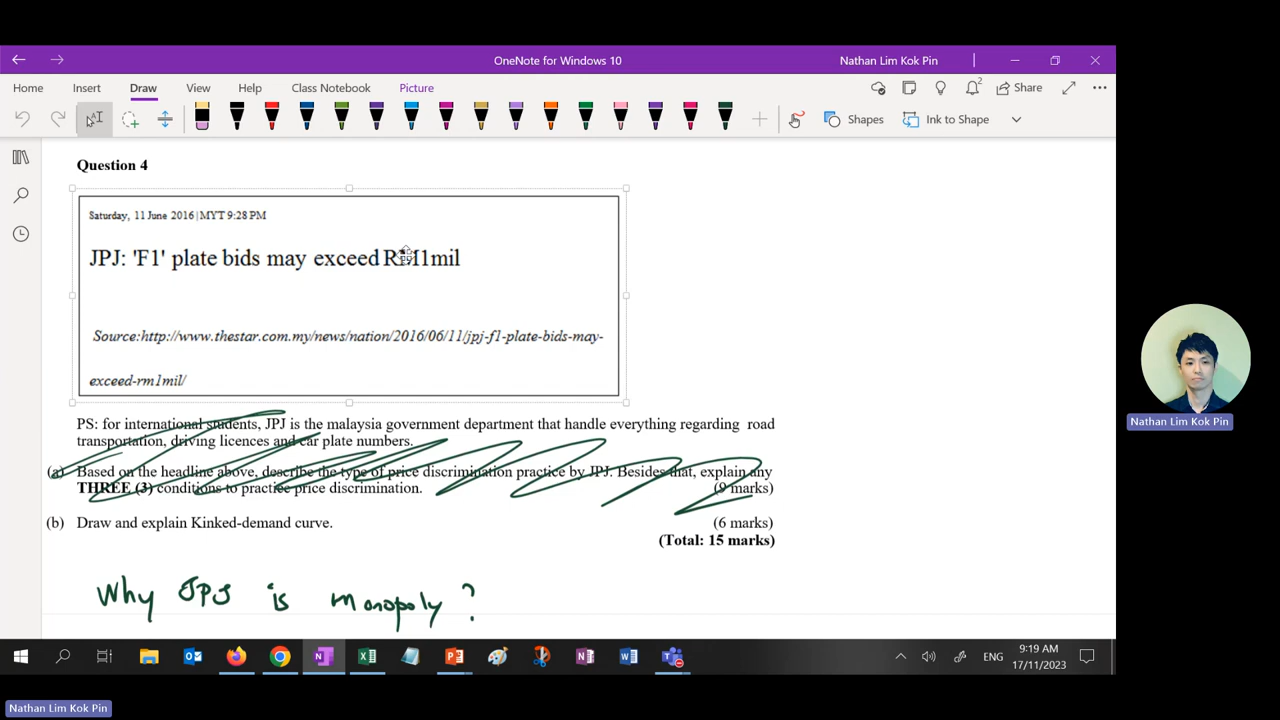 OneNote for Windows 10
Nathan Lim Kok Pin
Home
Insert
Draw
View
Help
Class Notebook
Picture
2
Share
Shapes
Ink to Shape
Question 4
Saturday, 11 June 2016 | MYT 9:28 PM
JPJ: 'F1' plate bids may exceed RM1mil
Source:http://www.thestar.com.my/news/nation/2016/06/11/jpj-f1-plate-bids-may-
exceed-rm1mil/
PS: for international students, JPJ is the malaysia government department that handle everything regarding road
transportation, driving licences and car plate numbers.
(a) Based on the headline above, describe the type of price discrimination practice by JPJ. Besides that, explain any
THREE (3) conditions to practice price discrimination. (9 marks)
(b) Draw and explain Kinked-demand curve. (6 marks)
(Total: 15 marks)
Why JPJ is monopoly ?
Nathan Lim Kok Pin
ENG
9:19 AM
17/11/2023
Nathan Lim Kok Pin